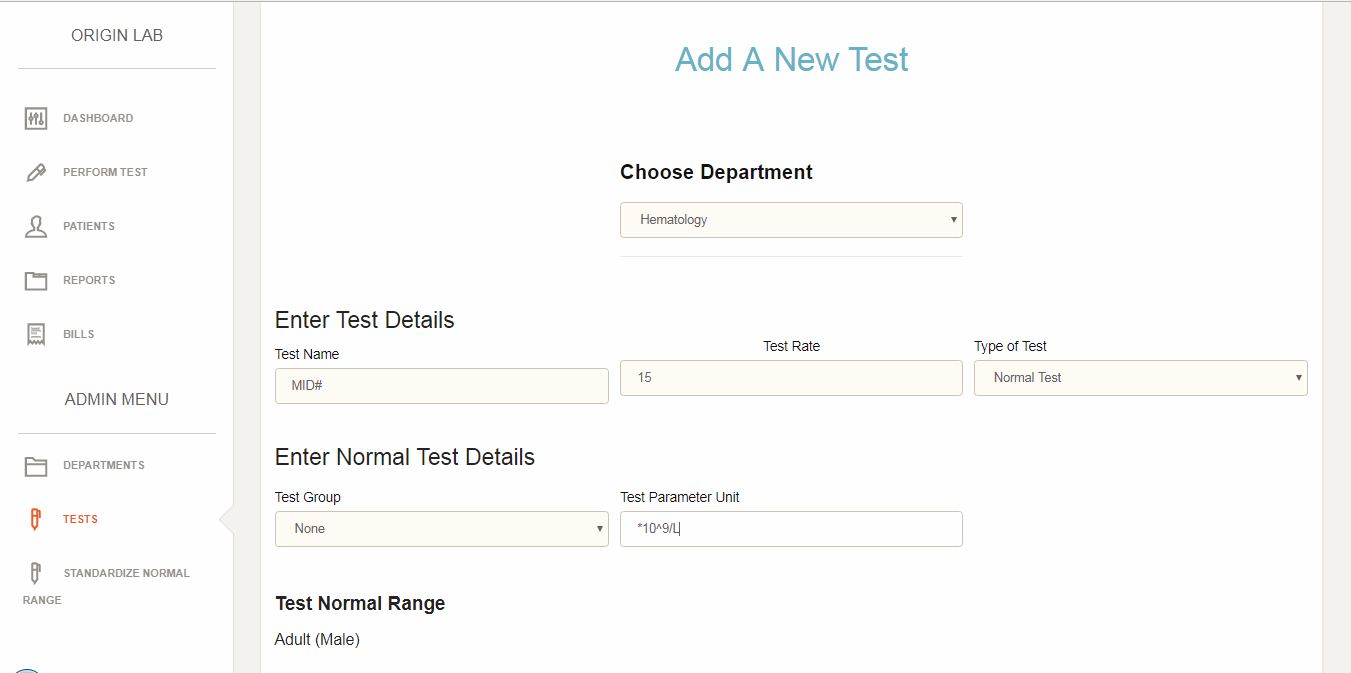 ORIGIN LAB
DASHBOARD
PERFORM TEST
PATIENTS
REPORTS
BILLS
ADMIN MENU
DEPARTMENTS
TESTS
STANDARDIZE NORMAL
RANGE
Add A New Test
Choose Department
Hematology
Enter Test Details
Test Name
MID#
Test Rate
15
Type of Test
Normal Test
Enter Normal Test Details
Test Group
None
Test Parameter Unit
*10^9/L
Test Normal Range
Adult (Male)